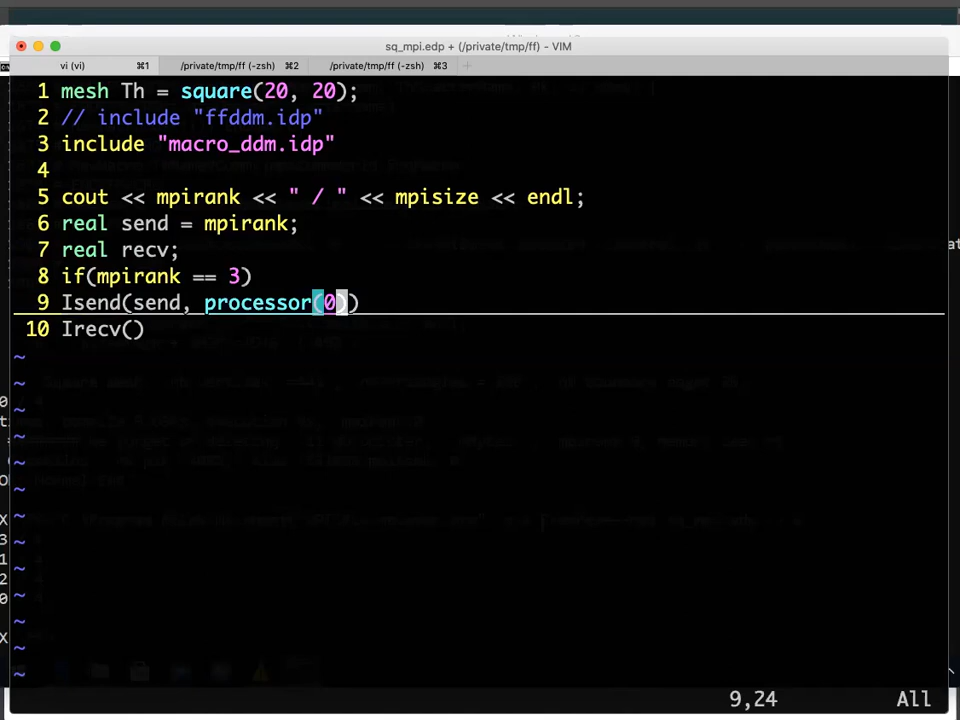 sq_mpi.edp + (/private/tmp/ff) - VIM
vi (vi) ⌘1 /private/tmp/ff (-zsh) ⌘2 /private/tmp/ff (-zsh) ⌘3 +
1 mesh Th = square(20, 20);
2 // include "ffddm.idp"
3 include "macro_ddm.idp"
4
5 cout << mpirank << " / " << mpisize << endl;
6 real send = mpirank;
7 real recv;
8 if(mpirank == 3)
9 Isend(send, processor(0))
10 Irecv()
~
~
~
~
~
~
~
~
~
~
~
~
~
9,24 All